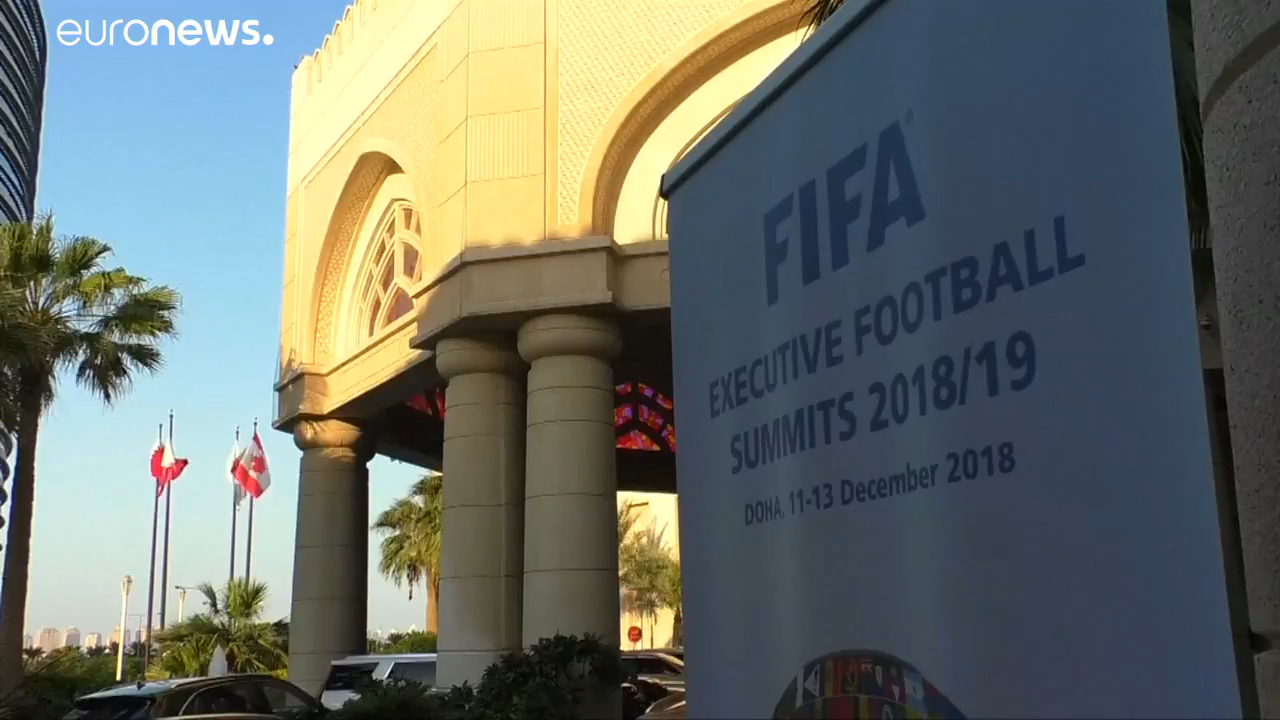 euronews.
FIFA®
EXECUTIVE FOOTBALL
SUMMITS 2018/19
DOHA, 11-13 December 2018